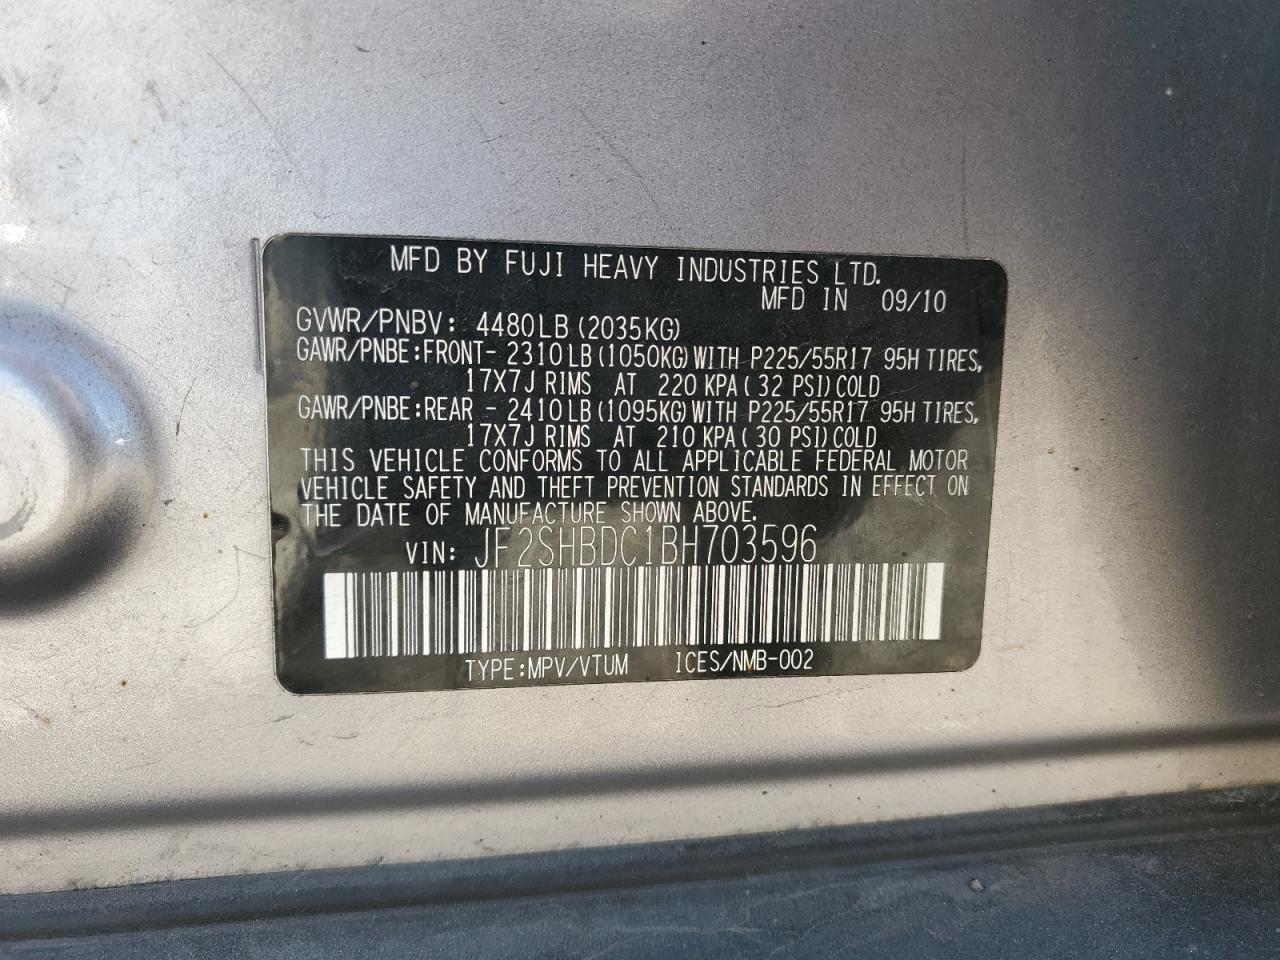 MFD BY FUJI HEAVY INDUSTRIES LTD.
MFD IN 09/10
GVWR/PNBV: 4480LB (2035KG)
GAWR/PNBE:FRONT- 2310LB (1050KG) WITH P225/55R17 95H TIRES,
17X7J RIMS AT 220 KPA ( 32 PSI) COLD
GAWR/PNBE:REAR - 2410LB (1095KG) WITH P225/55R17 95H TIRES,
17X7J RIMS AT 210 KPA ( 30 PSI) COLD
THIS VEHICLE CONFORMS TO ALL APPLICABLE FEDERAL MOTOR
VEHICLE SAFETY AND THEFT PREVENTION STANDARDS IN EFFECT ON
THE DATE OF MANUFACTURE SHOWN ABOVE.
VIN: JF2SHBDC1BH703596
TYPE:MPV/VTUM ICES/NMB-002